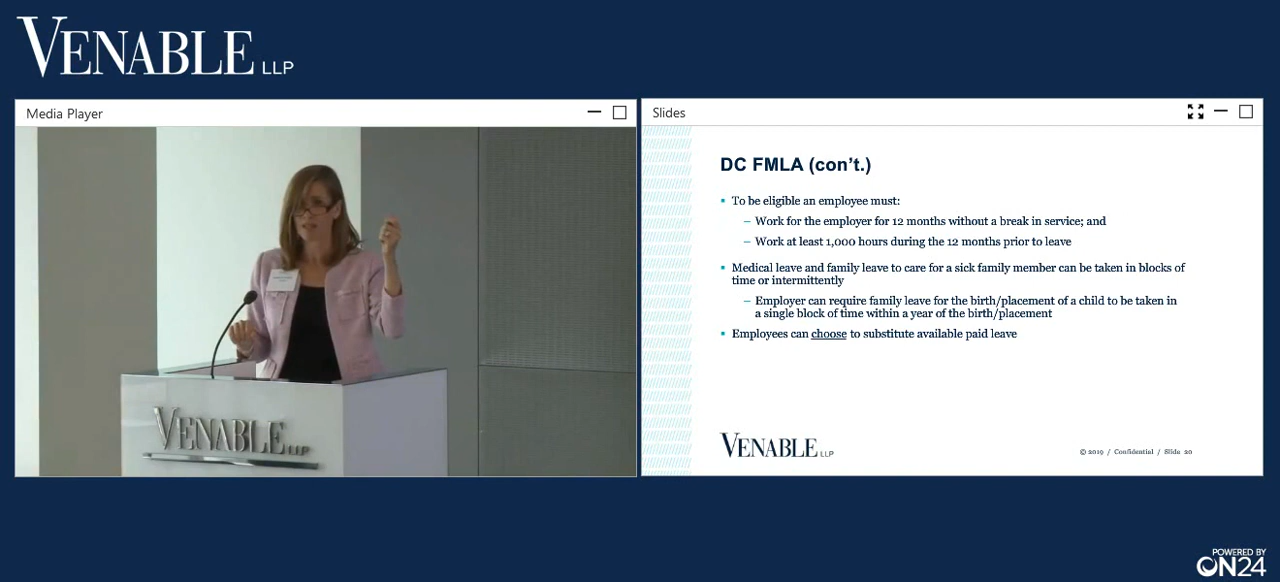 VENABLE LLP
Media Player
Slides
DC FMLA (con't.)
To be eligible an employee must:
– Work for the employer for 12 months without a break in service; and
– Work at least 1,000 hours during the 12 months prior to leave
Medical leave and family leave to care for a sick family member can be taken in blocks of
time or intermittently
– Employer can require family leave for the birth/placement of a child to be taken in
a single block of time within a year of the birth/placement
Employees can choose to substitute available paid leave
VENABLE LLP
VENABLE LLP
© 2019 / Confidential / Slide 20
POWERED BY
ON24